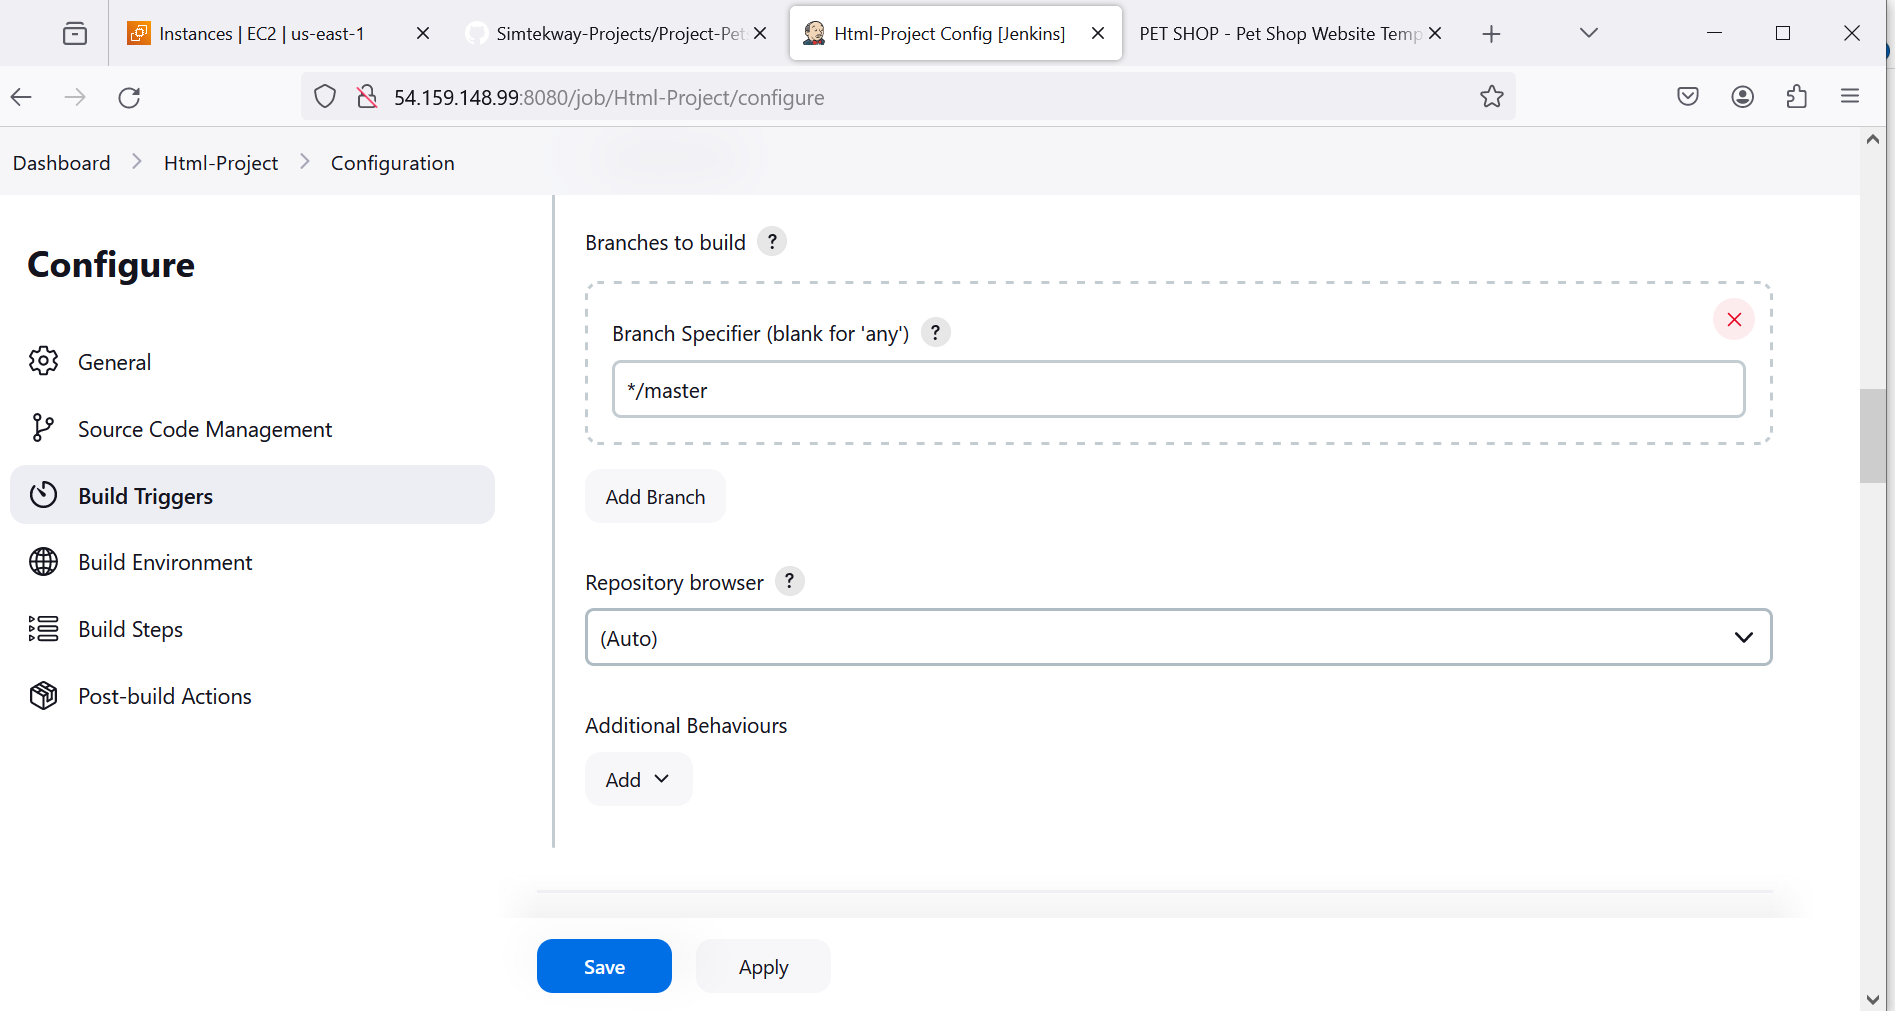 Instances | EC2 | us-east-1
Simtekway-Projects/Project-Pet
Html-Project Config [Jenkins]
PET SHOP - Pet Shop Website Temp
54.159.148.99:8080/job/Html-Project/configure
Dashboard > Html-Project > Configuration
Configure
General
Source Code Management
Build Triggers
Build Environment
Build Steps
Post-build Actions
Branches to build ?
Branch Specifier (blank for 'any') ?
*/master
Add Branch
Repository browser ?
(Auto)
Additional Behaviours
Add
Save
Apply